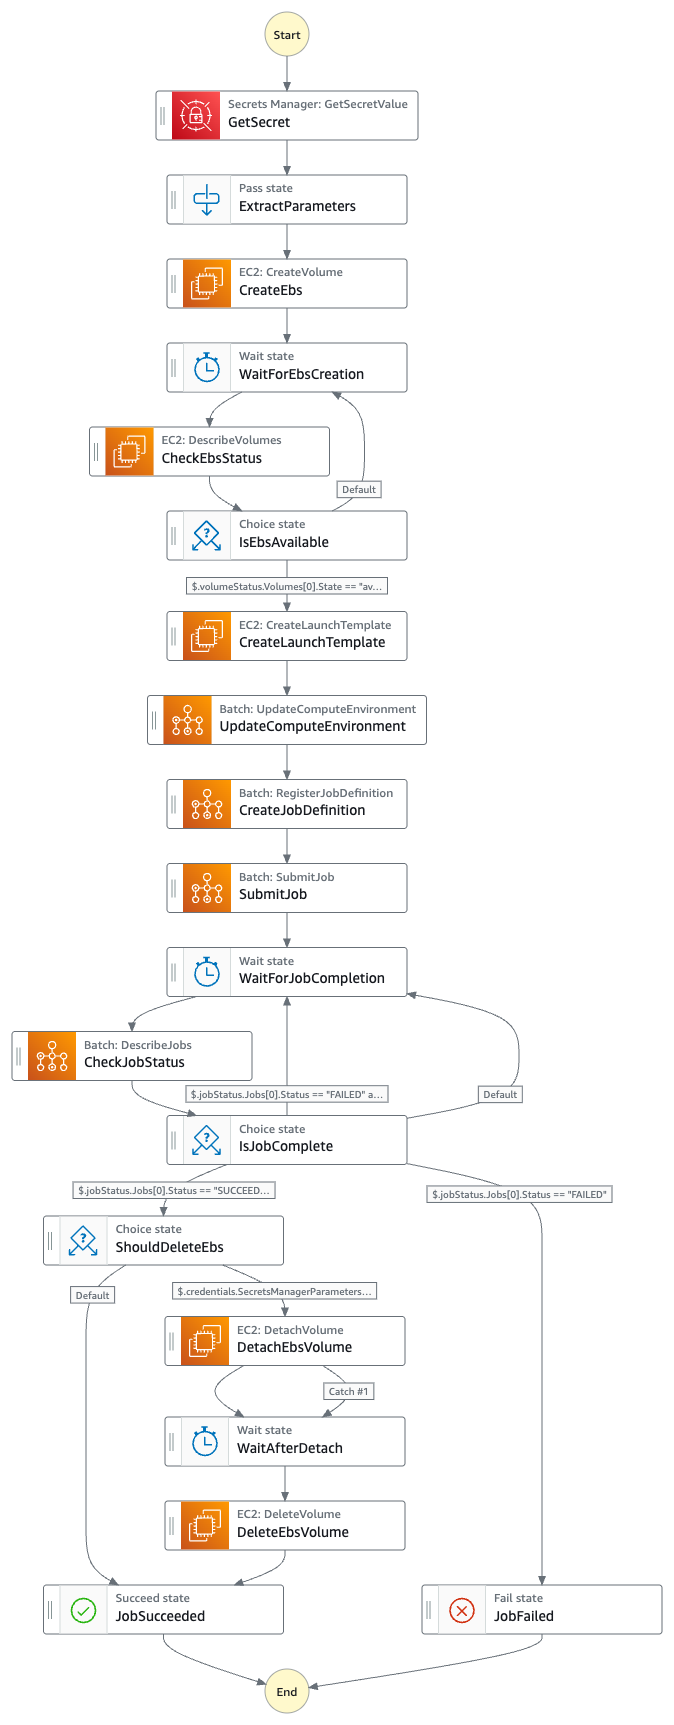 Start
Secrets Manager: GetSecretValue
GetSecret
Pass state
ExtractParameters
EC2: CreateVolume
CreateEbs
Wait state
WaitForEbsCreation
EC2: DescribeVolumes
CheckEbsStatus
Default
Choice state
IsEbsAvailable
$.volumeStatus.Volumes[0].State == "av...
EC2: CreateLaunchTemplate
CreateLaunchTemplate
Batch: UpdateComputeEnvironment
UpdateComputeEnvironment
Batch: RegisterJobDefinition
CreateJobDefinition
Batch: SubmitJob
SubmitJob
Wait state
WaitForJobCompletion
Batch: DescribeJobs
CheckJobStatus
$.jobStatus.Jobs[0].Status == "FAILED" a...
Default
Choice state
IsJobComplete
$.jobStatus.Jobs[0].Status == "SUCCEED...
$.jobStatus.Jobs[0].Status == "FAILED"
Choice state
ShouldDeleteEbs
Default
$.credentials.SecretsManagerParameters...
EC2: DetachVolume
DetachEbsVolume
Catch #1
Wait state
WaitAfterDetach
EC2: DeleteVolume
DeleteEbsVolume
Succeed state
JobSucceeded
Fail state
JobFailed
End